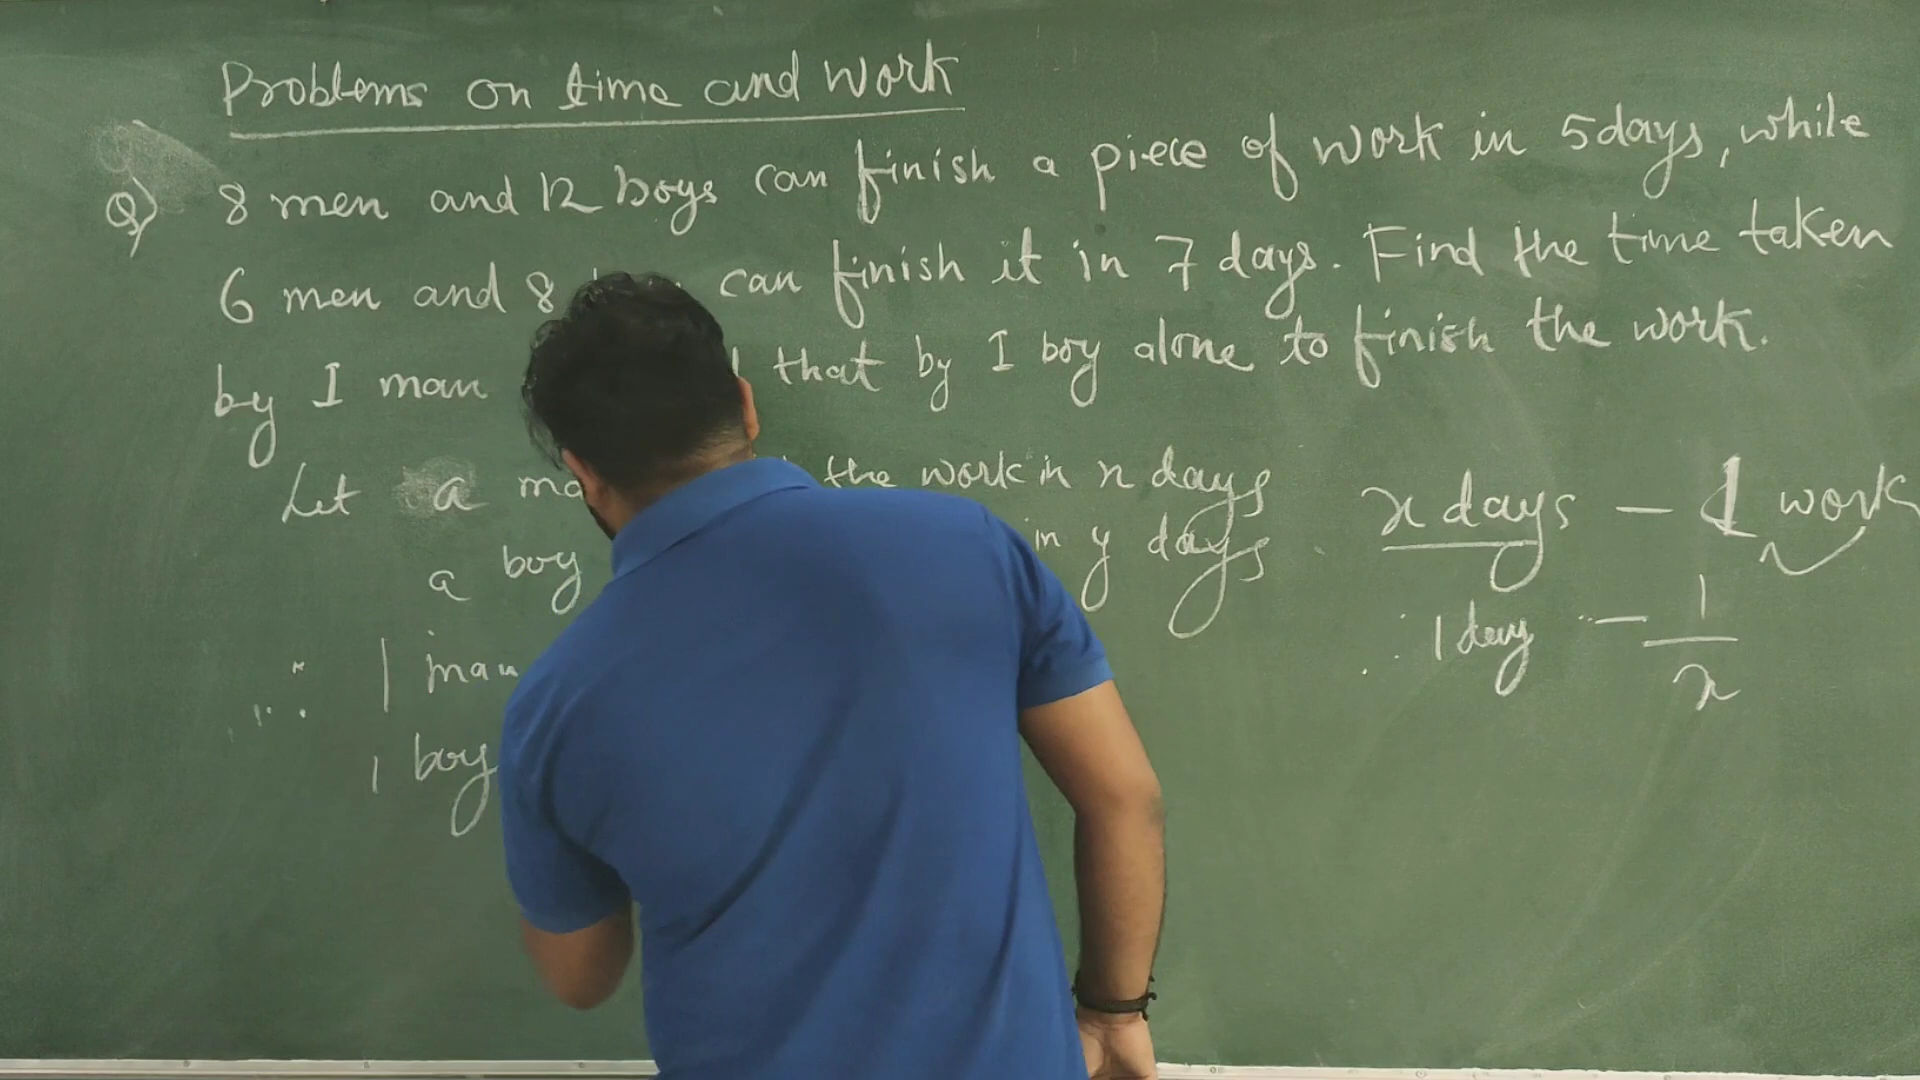 Problems on time and Work
Q) 8 men and 12 boys can finish a piece of work in 5 days, while
6 men and 8 can finish it in 7 days. Find the time taken
by 1 man that by 1 boy alone to finish the work.
Let a the work in x days
a boy in y days
∴ 1 man
1 boy
x days - 1 work
∴ 1 day - 1/x